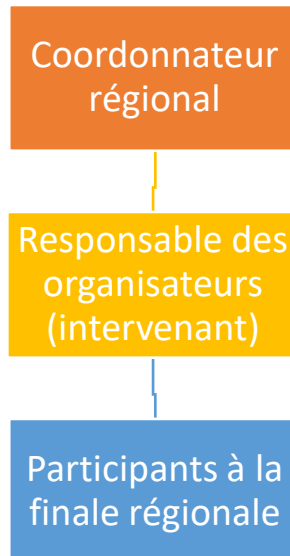 Coordonnateur
régional
Responsable des
organisateurs
(intervenant)
Participants à la
finale régionale